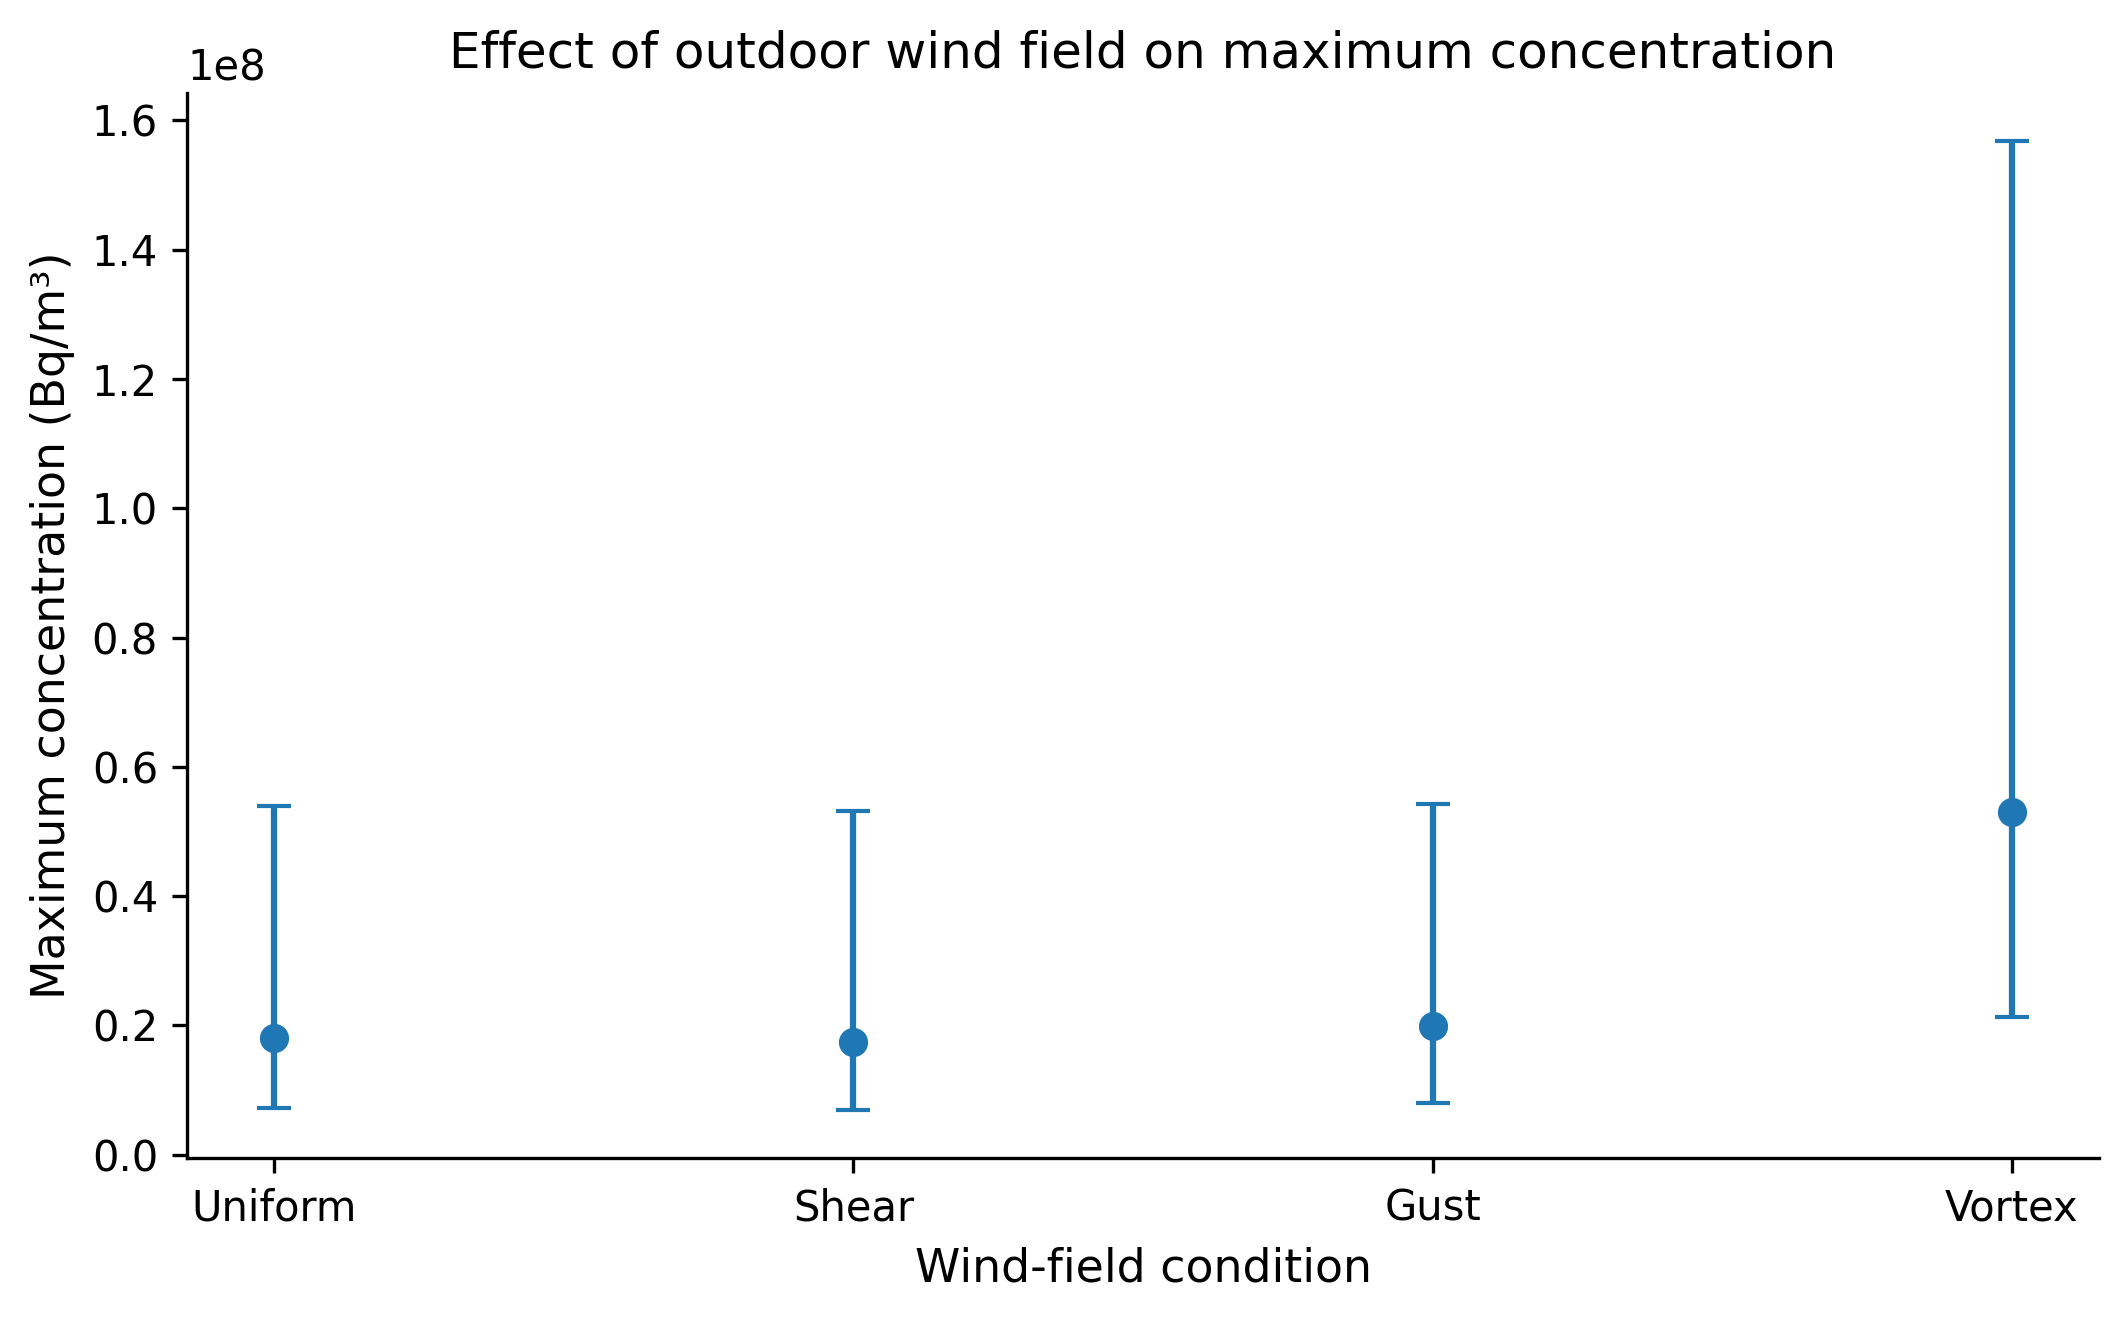 Effect of outdoor wind field on maximum concentration
1e8
1.6
1.4
1.2
1.0
0.8
0.6
0.4
0.2
0.0
Maximum concentration (Bq/m³)
Uniform Shear Gust Vortex
Wind-field condition